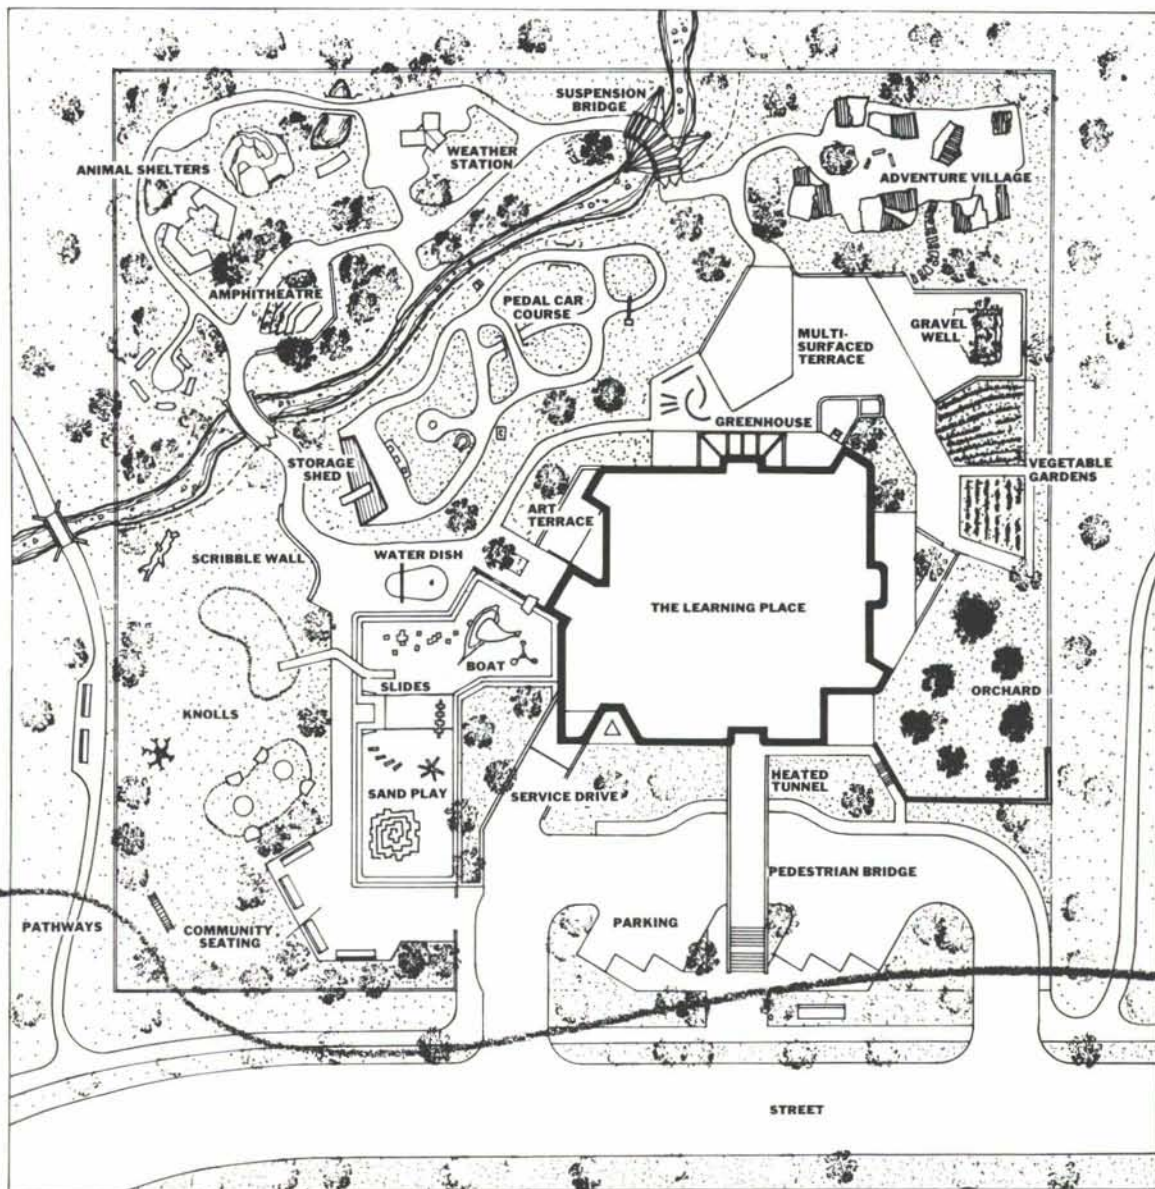 SUSPENSION
BRIDGE
WEATHER
STATION
ANIMAL SHELTERS
ADVENTURE VILLAGE
AMPHITHEATRE
PEDAL CAR
COURSE
MULTI-
SURFACED
TERRACE
GRAVEL
WELL
GREENHOUSE
STORAGE
SHED
VEGETABLE
GARDENS
ART
TERRACE
SCRIBBLE WALL
WATER DISH
THE LEARNING PLACE
BOAT
SLIDES
ORCHARD
KNOLLS
HEATED
TUNNEL
SAND PLAY
SERVICE DRIVE
PEDESTRIAN BRIDGE
PATHWAYS
COMMUNITY
SEATING
PARKING
STREET